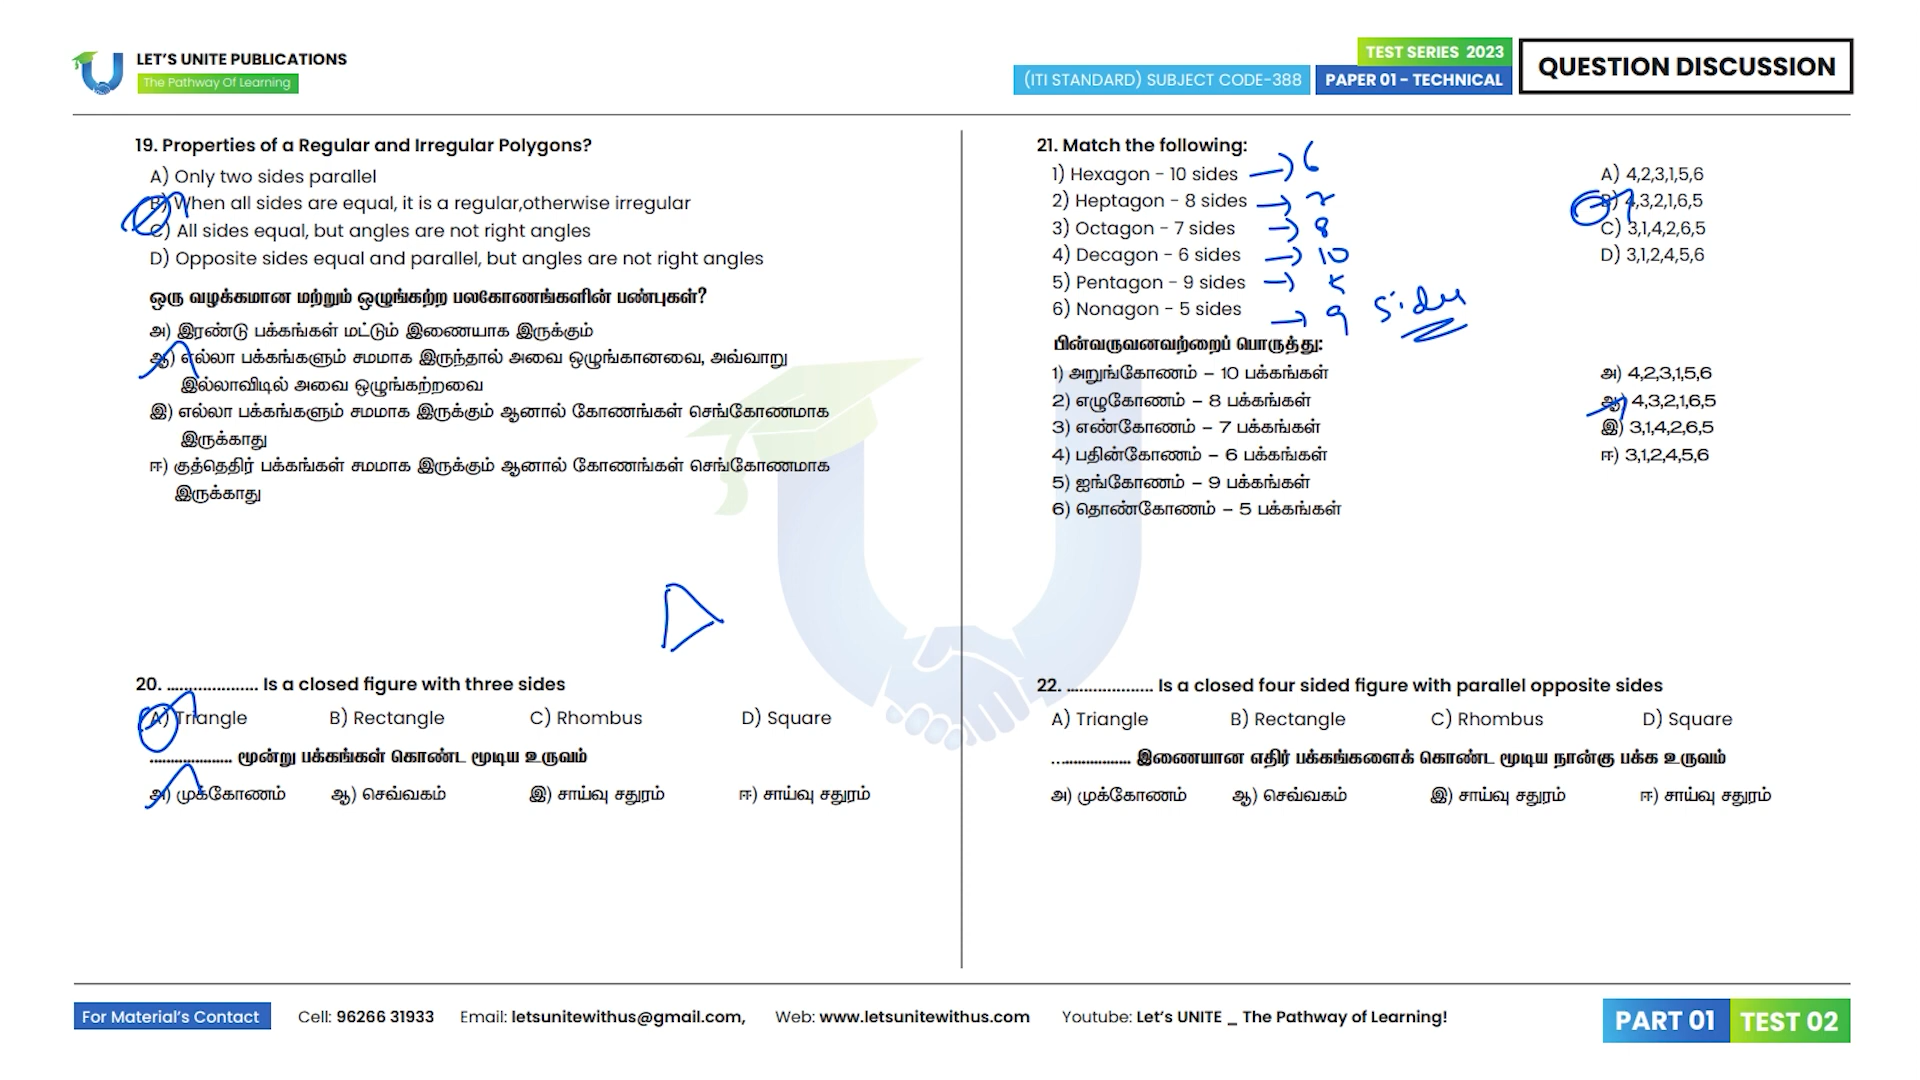 LET'S UNITE PUBLICATIONS
The Pathway Of Learning
TEST SERIES 2023
(ITI STANDARD) SUBJECT CODE-388
PAPER 01 - TECHNICAL
QUESTION DISCUSSION
19. Properties of a Regular and Irregular Polygons?
A) Only two sides parallel
B) When all sides are equal, it is a regular,otherwise irregular
C) All sides equal, but angles are not right angles
D) Opposite sides equal and parallel, but angles are not right angles
ஒரு வழக்கமான மற்றும் ஒழுங்கற்ற பலகோணங்களின் பண்புகள்?
அ) இரண்டு பக்கங்கள் மட்டும் இணையாக இருக்கும்
ஆ) எல்லா பக்கங்களும் சமமாக இருந்தால் அவை ஒழுங்கானவை, அவ்வாறு
இல்லாவிடில் அவை ஒழுங்கற்றவை
இ) எல்லா பக்கங்களும் சமமாக இருக்கும் ஆனால் கோணங்கள் செங்கோணமாக
இருக்காது
ஈ) குத்தெதிர் பக்கங்கள் சமமாக இருக்கும் ஆனால் கோணங்கள் செங்கோணமாக
இருக்காது
20. .................... Is a closed figure with three sides
A) Triangle B) Rectangle C) Rhombus D) Square
.................... மூன்று பக்கங்கள் கொண்ட மூடிய உருவம்
அ) முக்கோணம் ஆ) செவ்வகம் இ) சாய்வு சதுரம் ஈ) சாய்வு சதுரம்
21. Match the following:
1) Hexagon - 10 sides → 6 A) 4,2,3,1,5,6
2) Heptagon - 8 sides → 7 B) 4,3,2,1,6,5
3) Octagon - 7 sides → 8 C) 3,1,4,2,6,5
4) Decagon - 6 sides → 10 D) 3,1,2,4,5,6
5) Pentagon - 9 sides → 5
6) Nonagon - 5 sides → 9 sides
பின்வருவனவற்றைப் பொருத்து:
1) அறுங்கோணம் – 10 பக்கங்கள் அ) 4,2,3,1,5,6
2) எழுகோணம் – 8 பக்கங்கள் ஆ) 4,3,2,1,6,5
3) எண்கோணம் – 7 பக்கங்கள் இ) 3,1,4,2,6,5
4) பதின்கோணம் – 6 பக்கங்கள் ஈ) 3,1,2,4,5,6
5) ஐங்கோணம் – 9 பக்கங்கள்
6) தொண்கோணம் – 5 பக்கங்கள்
22. ................... Is a closed four sided figure with parallel opposite sides
A) Triangle B) Rectangle C) Rhombus D) Square
................... இணையான எதிர் பக்கங்களைக் கொண்ட மூடிய நான்கு பக்க உருவம்
அ) முக்கோணம் ஆ) செவ்வகம் இ) சாய்வு சதுரம் ஈ) சாய்வு சதுரம்
For Material's Contact Cell: 96266 31933 Email: letsunitewithus@gmail.com, Web: www.letsunitewithus.com Youtube: Let's UNITE _ The Pathway of Learning!
PART 01 TEST 02